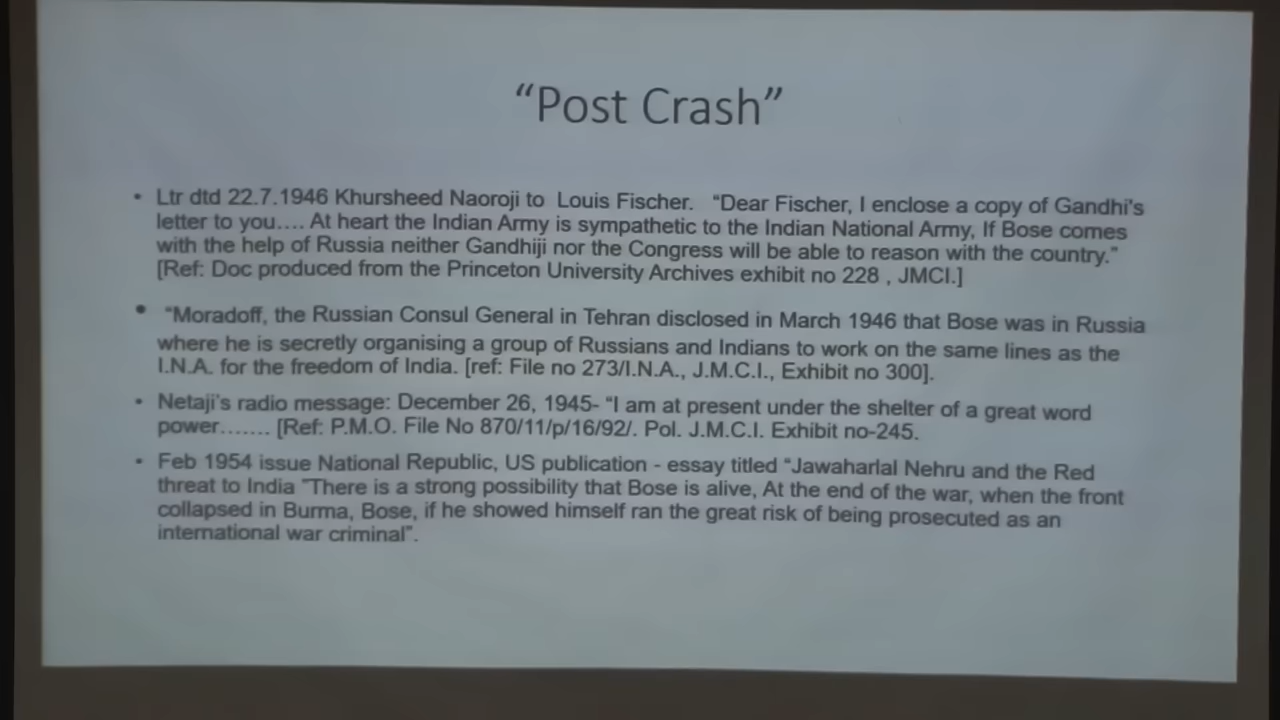 “Post Crash”
• Ltr dtd 22.7.1946 Khursheed Naoroji to Louis Fischer. “Dear Fischer, I enclose a copy of Gandhi's
letter to you…. At heart the Indian Army is sympathetic to the Indian National Army, If Bose comes
with the help of Russia neither Gandhiji nor the Congress will be able to reason with the country.”
[Ref: Doc produced from the Princeton University Archives exhibit no 228 , JMCI.]
• “Moradoff, the Russian Consul General in Tehran disclosed in March 1946 that Bose was in Russia
where he is secretly organising a group of Russians and Indians to work on the same lines as the
I.N.A. for the freedom of India. [ref: File no 273/I.N.A., J.M.C.I., Exhibit no 300].
• Netaji’s radio message: December 26, 1945- “I am at present under the shelter of a great word
power……. [Ref: P.M.O. File No 870/11/p/16/92/. Pol. J.M.C.I. Exhibit no-245.
• Feb 1954 issue National Republic, US publication - essay titled “Jawaharlal Nehru and the Red
threat to India ”There is a strong possibility that Bose is alive, At the end of the war, when the front
collapsed in Burma, Bose, if he showed himself ran the great risk of being prosecuted as an
international war criminal”.